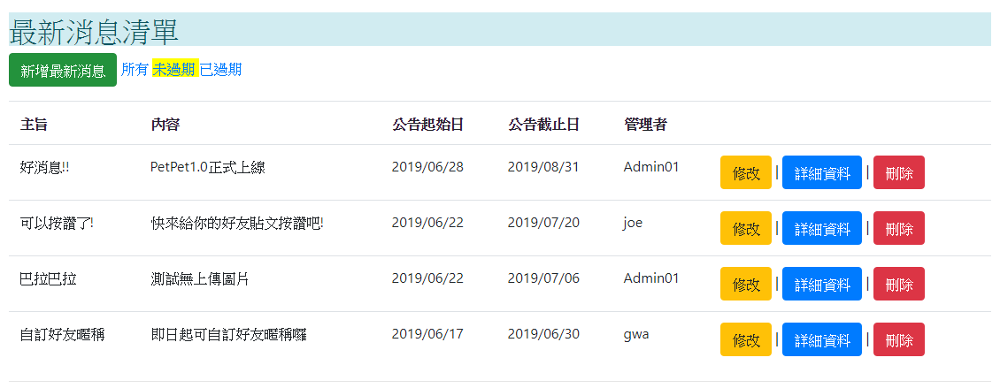 最新消息清單
新增最新消息 所有 未過期 已過期
主旨 內容 公告起始日 公告截止日 管理者
好消息!! PetPet1.0正式上線 2019/06/28 2019/08/31 Admin01 修改 | 詳細資料 | 刪除
可以按讚了! 快來給你的好友貼文按讚吧! 2019/06/22 2019/07/20 joe 修改 | 詳細資料 | 刪除
巴拉巴拉 測試無上傳圖片 2019/06/22 2019/07/06 Admin01 修改 | 詳細資料 | 刪除
自訂好友暱稱 即日起可自訂好友暱稱囉 2019/06/17 2019/06/30 gwa 修改 | 詳細資料 | 刪除